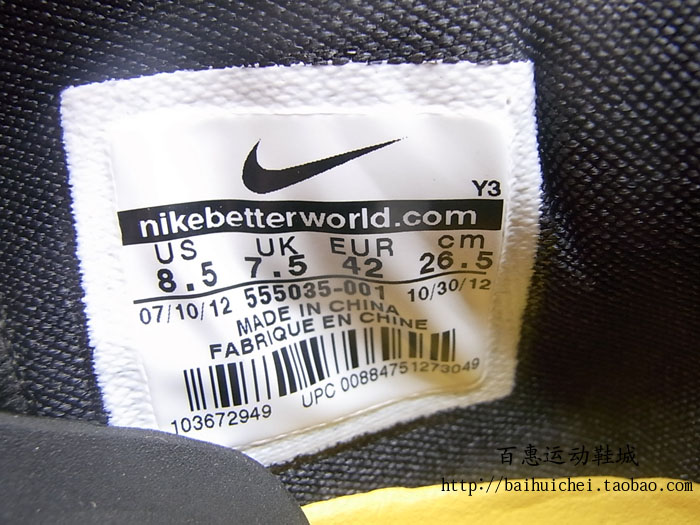 Y3
nikebetterworld.com
US UK EUR cm
8.5 7.5 42 26.5
07/10/12 555035-001 10/30/12
MADE IN CHINA
FABRIQUE EN CHINE
103672949 UPC 00884751273049
百惠运动鞋城
http://baihuichei.taobao.com